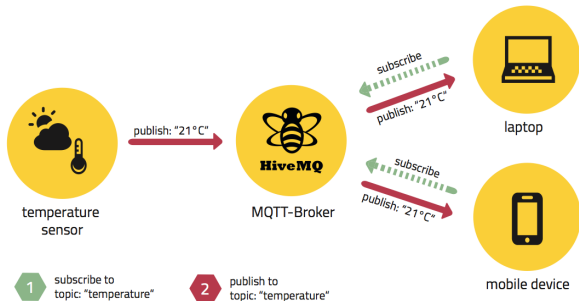 subscribe
publish: "21°C"
laptop
publish: "21°C"
HiveMQ
temperature
sensor
MQTT-Broker
subscribe
publish: "21°C"
mobile device
1
subscribe to
topic: "temperature"
2
publish to
topic: "temperature"